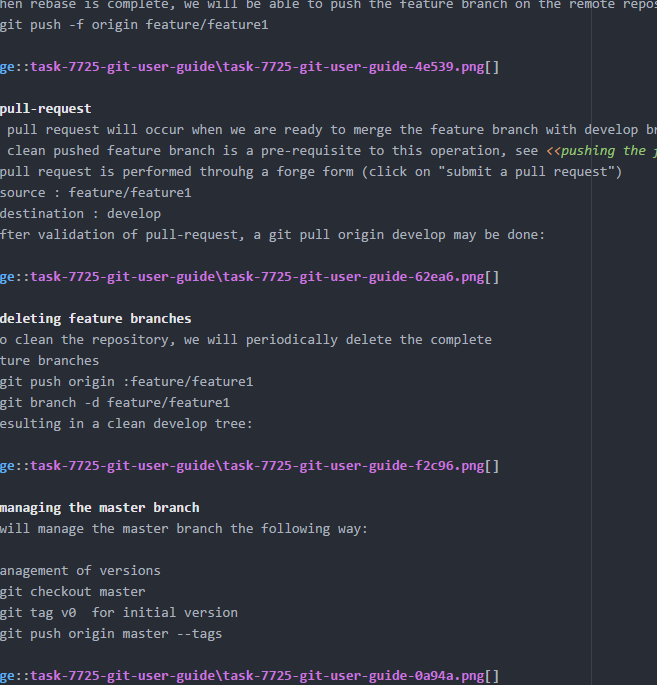 hen rebase is complete, we will be able to push the feature branch on the remote repos
git push -f origin feature/feature1
ge::task-7725-git-user-guide\task-7725-git-user-guide-4e539.png[]
pull-request
pull request will occur when we are ready to merge the feature branch with develop br
clean pushed feature branch is a pre-requisite to this operation, see <<pushing the f
pull request is performed throuhg a forge form (click on "submit a pull request")
source : feature/feature1
destination : develop
fter validation of pull-request, a git pull origin develop may be done:
ge::task-7725-git-user-guide\task-7725-git-user-guide-62ea6.png[]
deleting feature branches
o clean the repository, we will periodically delete the complete
ture branches
git push origin :feature/feature1
git branch -d feature/feature1
esulting in a clean develop tree:
ge::task-7725-git-user-guide\task-7725-git-user-guide-f2c96.png[]
managing the master branch
will manage the master branch the following way:
anagement of versions
git checkout master
git tag v0  for initial version
git push origin master --tags
ge::task-7725-git-user-guide\task-7725-git-user-guide-0a94a.png[]